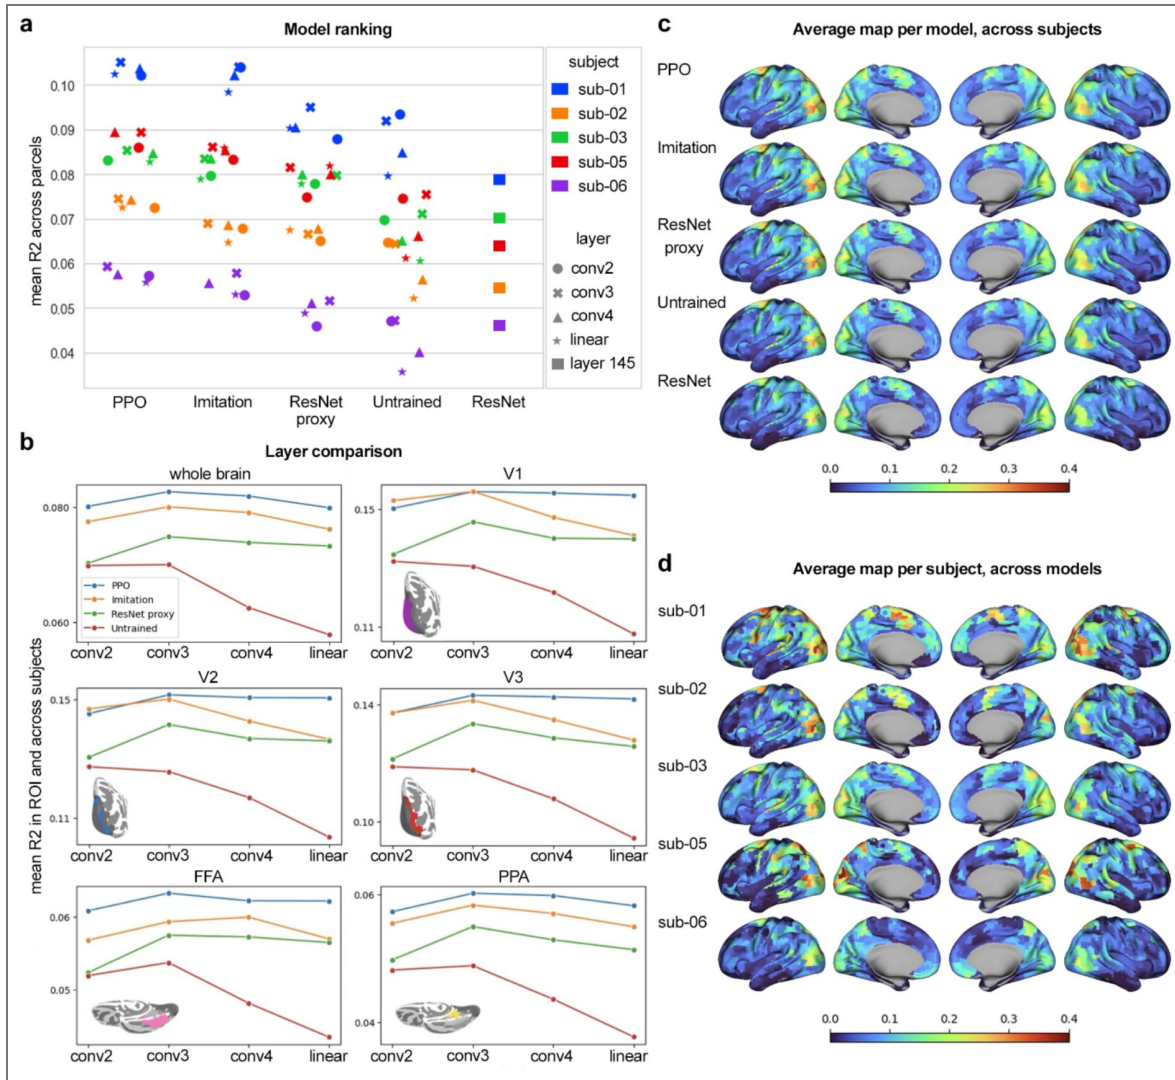 a
Model ranking
mean R2 across parcels
0.10
0.09
0.08
0.07
0.06
0.05
0.04
PPO
Imitation
ResNet
proxy
Untrained
ResNet
subject
sub-01
sub-02
sub-03
sub-05
sub-06
layer
conv2
conv3
conv4
linear
layer 145
b
Layer comparison
mean R2 in ROI and across subjects
whole brain
0.080
0.060
PPO
Imitation
ResNet proxy
Untrained
conv2 conv3 conv4 linear
V1
0.15
0.11
conv2 conv3 conv4 linear
V2
0.15
0.11
conv2 conv3 conv4 linear
V3
0.14
0.10
conv2 conv3 conv4 linear
FFA
0.06
0.05
conv2 conv3 conv4 linear
PPA
0.06
0.04
conv2 conv3 conv4 linear
c
Average map per model, across subjects
PPO
Imitation
ResNet
proxy
Untrained
ResNet
0.0 0.1 0.2 0.3 0.4
d
Average map per subject, across models
sub-01
sub-02
sub-03
sub-05
sub-06
0.0 0.1 0.2 0.3 0.4